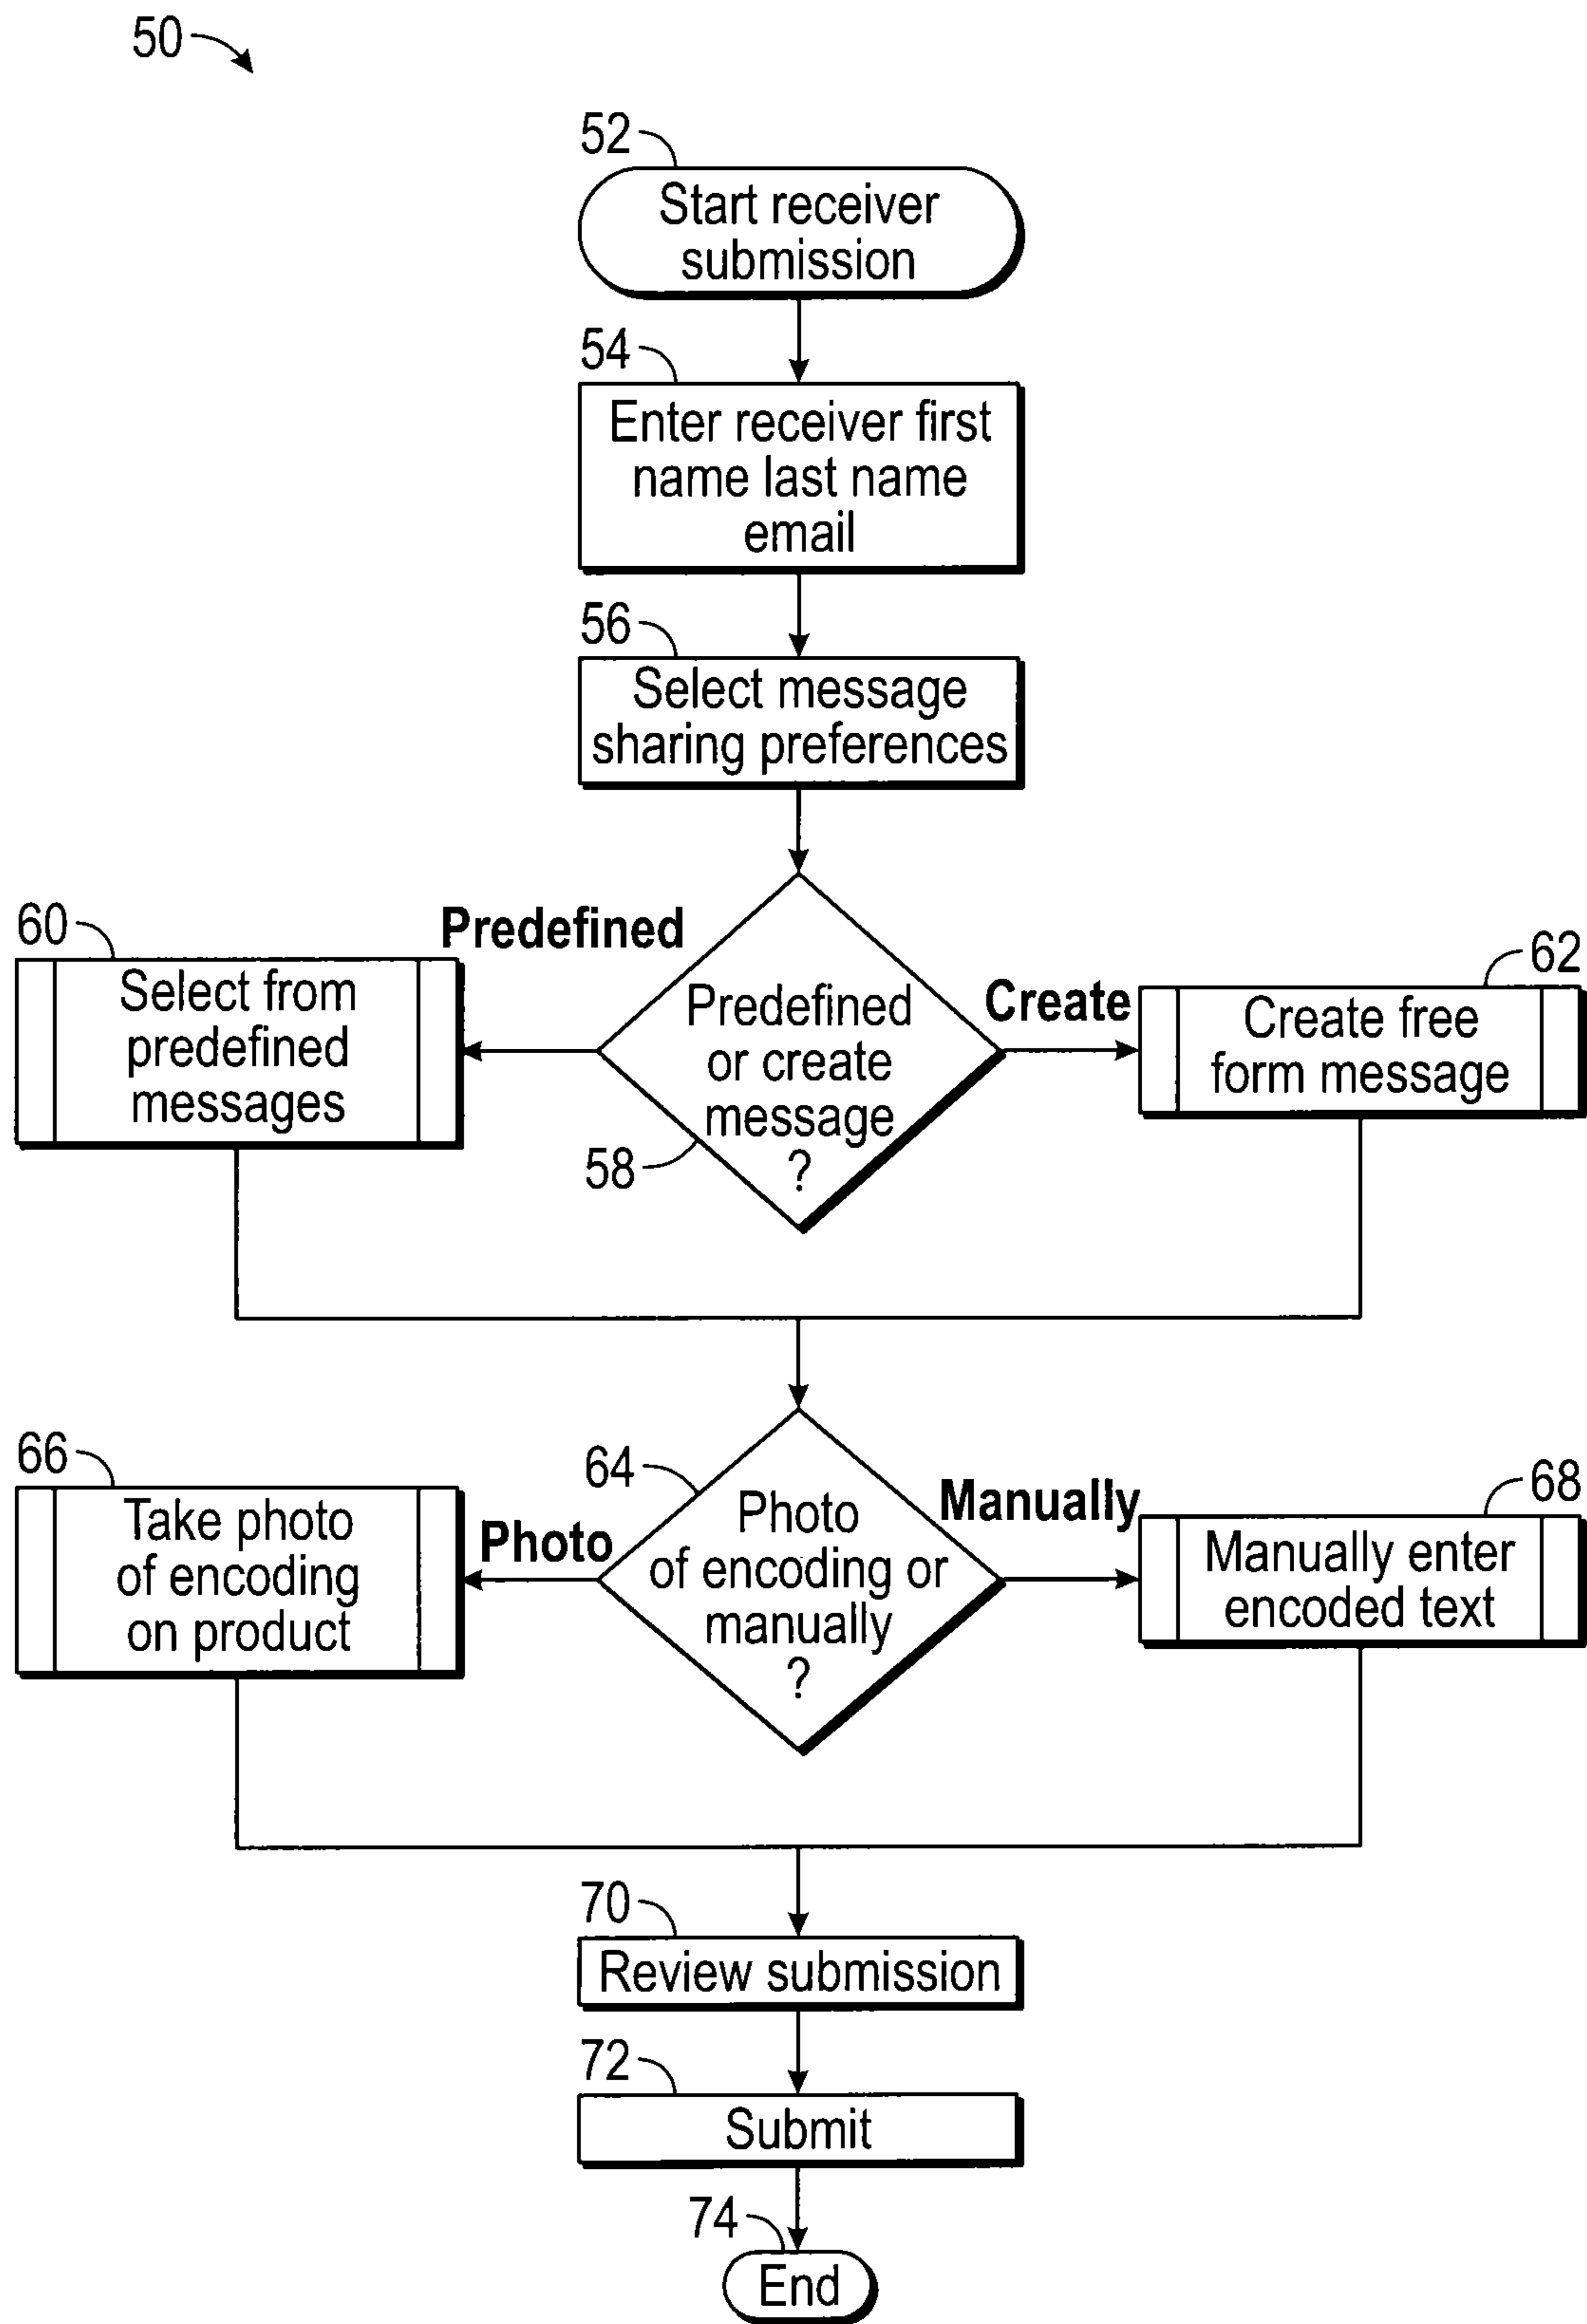 50
52
Start receiver
submission
54
Enter receiver first
name last name
email
56
Select message
sharing preferences
60
Predefined
Select from
predefined
messages
Predefined
or create
message
?
58
Create
62
Create free
form message
66
Take photo
of encoding
on product
Photo
64
Photo
of encoding or
manually
?
Manually
68
Manually enter
encoded text
70
Review submission
72
Submit
74
End